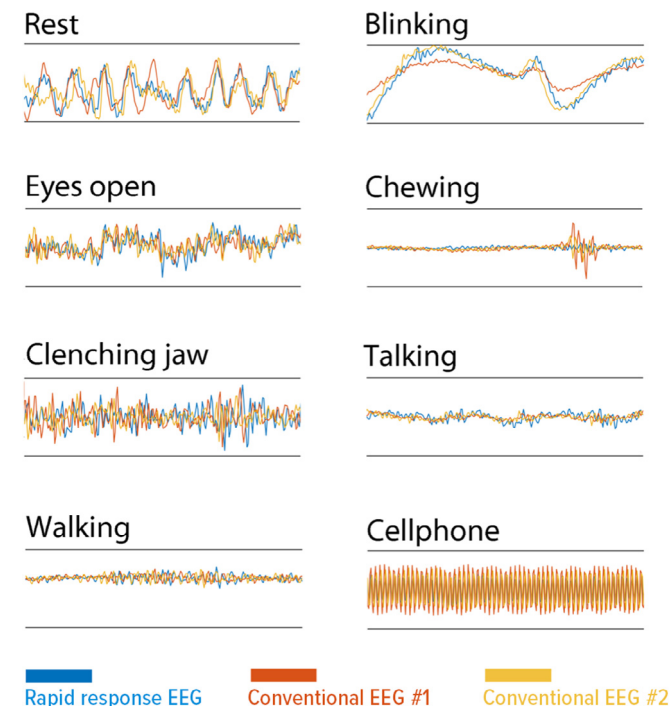 Rest
Blinking
Eyes open
Chewing
Clenching jaw
Talking
Walking
Cellphone
Rapid response EEG
Conventional EEG #1
Conventional EEG #2